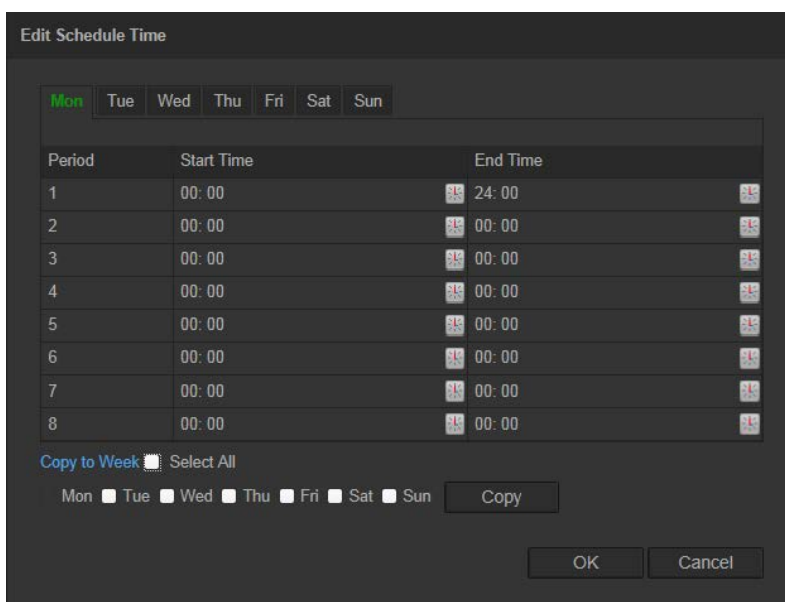 Edit Schedule Time
Mon Tue Wed Thu Fri Sat Sun
Period Start Time End Time
1 00: 00 24: 00
2 00: 00 00: 00
3 00: 00 00: 00
4 00: 00 00: 00
5 00: 00 00: 00
6 00: 00 00: 00
7 00: 00 00: 00
8 00: 00 00: 00
Copy to Week Select All
Mon Tue Wed Thu Fri Sat Sun Copy
OK Cancel